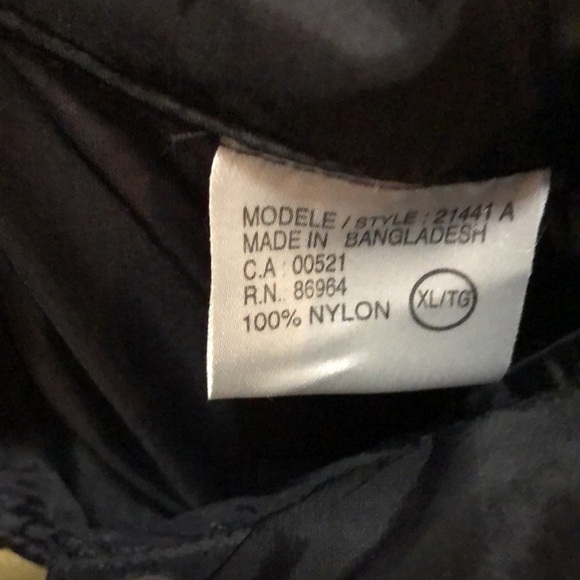 MODELE / STYLE : 21441 A
MADE IN BANGLADESH
C.A : 00521
R.N. 86964
100% NYLON
XL/TG